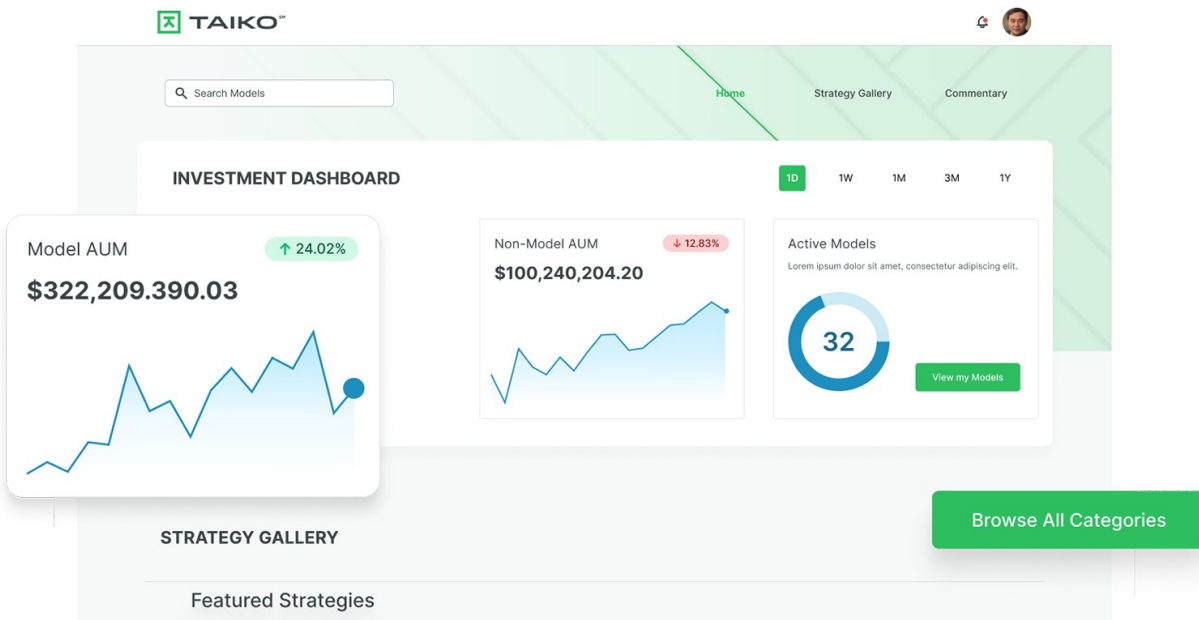 TAIKO℠
Search Models
Home
Strategy Gallery
Commentary
INVESTMENT DASHBOARD
1D
1W
1M
3M
1Y
Model AUM
↑ 24.02%
$322,209.390.03
Non-Model AUM
↓ 12.83%
$100,240,204.20
Active Models
Lorem ipsum dolor sit amet, consectetur adipiscing elit.
32
View my Models
Browse All Categories
STRATEGY GALLERY
Featured Strategies